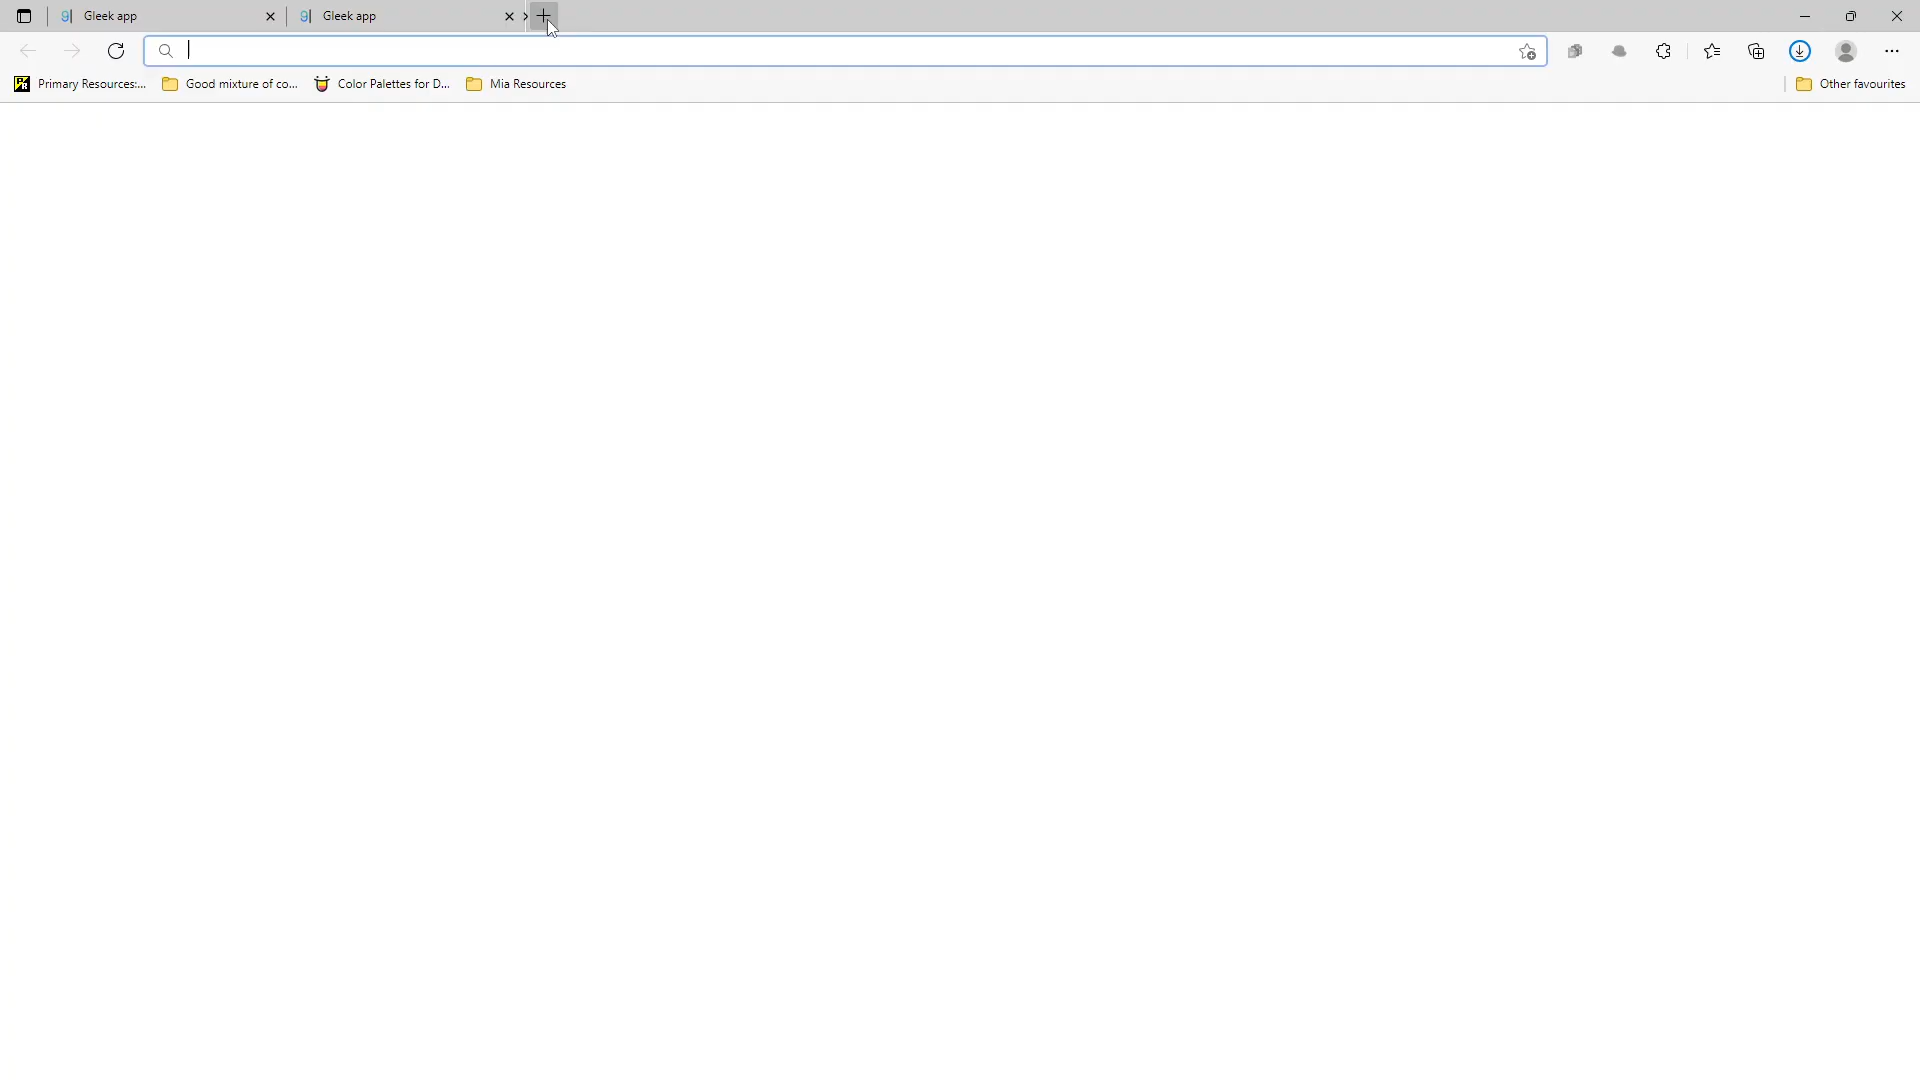 Gleek app
Gleek app
Primary Resources:... Good mixture of co... Color Palettes for D... Mia Resources Other favourites